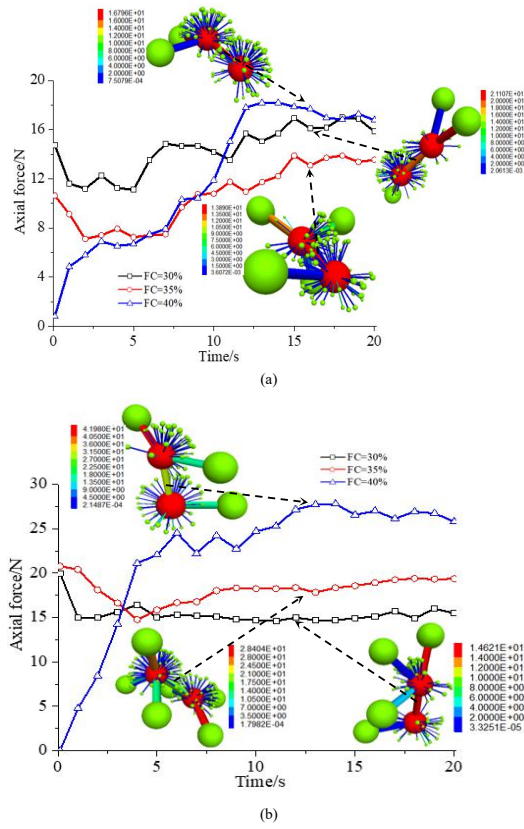 1.6796E+01
1.6000E+01
1.4000E+01
1.2000E+01
1.0000E+01
8.0000E+00
6.0000E+00
4.0000E+00
2.0000E+00
7.5079E-04
2.1107E+01
2.0000E+01
1.8000E+01
1.6000E+01
1.4000E+01
1.2000E+01
1.0000E+01
8.0000E+00
6.0000E+00
4.0000E+00
2.0000E+00
2.0613E-03
1.3890E+01
1.3500E+01
1.2000E+01
1.0500E+01
9.0000E+00
7.5000E+00
6.0000E+00
4.5000E+00
3.0000E+00
1.5000E+00
3.6072E-03
Axial force/N
20
18
16
12
8
4
0
FC=30%
FC=35%
FC=40%
0 5 10 15 20
Time/s
(a)
4.1980E+01
4.0500E+01
3.6000E+01
3.1500E+01
2.7000E+01
2.2500E+01
1.8000E+01
1.3500E+01
9.0000E+00
4.5000E+00
2.1487E-04
FC=30%
FC=35%
FC=40%
Axial force/N
30
25
20
15
10
5
0
2.8404E+01
2.8000E+01
2.4500E+01
2.1000E+01
1.7500E+01
1.4000E+01
1.0500E+01
7.0000E+00
3.5000E+00
1.7982E-04
1.4621E+01
1.4000E+01
1.2000E+01
1.0000E+01
8.0000E+00
6.0000E+00
4.0000E+00
2.0000E+00
3.3251E-05
0 5 10 15 20
Time/s
(b)